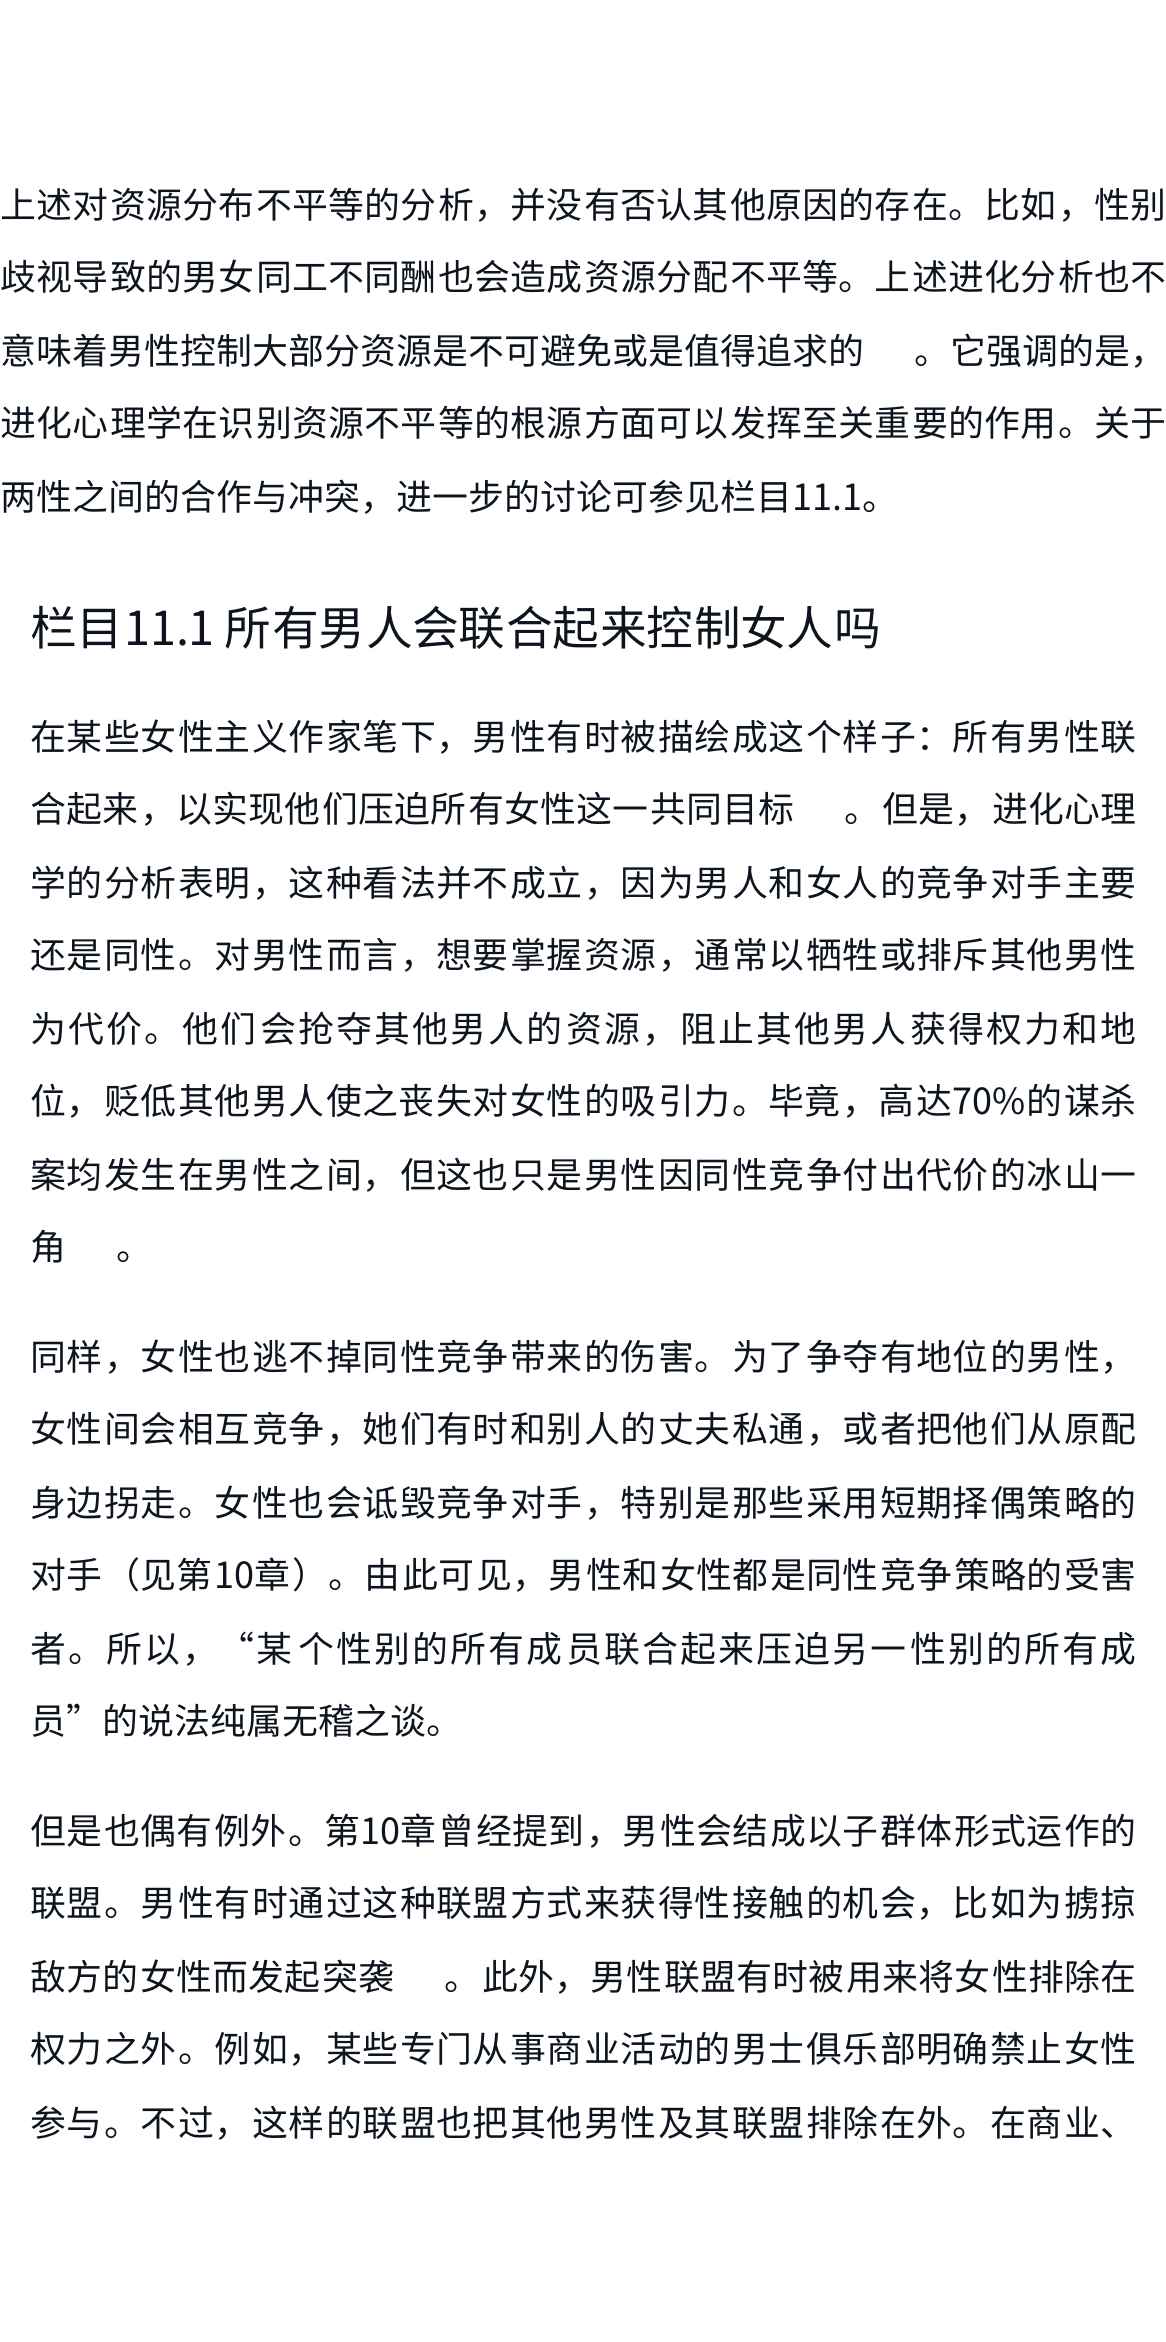 上述对资源分布不平等的分析，并没有否认其他原因的存在。比如，性别
歧视导致的男女同工不同酬也会造成资源分配不平等。上述进化分析也不
意味着男性控制大部分资源是不可避免或是值得追求的 。它强调的是，
进化心理学在识别资源不平等的根源方面可以发挥至关重要的作用。关于
两性之间的合作与冲突，进一步的讨论可参见栏目11.1。
栏目11.1 所有男人会联合起来控制女人吗
在某些女性主义作家笔下，男性有时被描绘成这个样子：所有男性联
合起来，以实现他们压迫所有女性这一共同目标 。但是，进化心理
学的分析表明，这种看法并不成立，因为男人和女人的竞争对手主要
还是同性。对男性而言，想要掌握资源，通常以牺牲或排斥其他男性
为代价。他们会抢夺其他男人的资源，阻止其他男人获得权力和地
位，贬低其他男人使之丧失对女性的吸引力。毕竟，高达70%的谋杀
案均发生在男性之间，但这也只是男性因同性竞争付出代价的冰山一
角 。
同样，女性也逃不掉同性竞争带来的伤害。为了争夺有地位的男性，
女性间会相互竞争，她们有时和别人的丈夫私通，或者把他们从原配
身边拐走。女性也会诋毁竞争对手，特别是那些采用短期择偶策略的
对手（见第10章）。由此可见，男性和女性都是同性竞争策略的受害
者。所以，“某个性别的所有成员联合起来压迫另一性别的所有成
员”的说法纯属无稽之谈。
但是也偶有例外。第10章曾经提到，男性会结成以子群体形式运作的
联盟。男性有时通过这种联盟方式来获得性接触的机会，比如为掳掠
敌方的女性而发起突袭 。此外，男性联盟有时被用来将女性排除在
权力之外。例如，某些专门从事商业活动的男士俱乐部明确禁止女性
参与。不过，这样的联盟也把其他男性及其联盟排除在外。在商业、